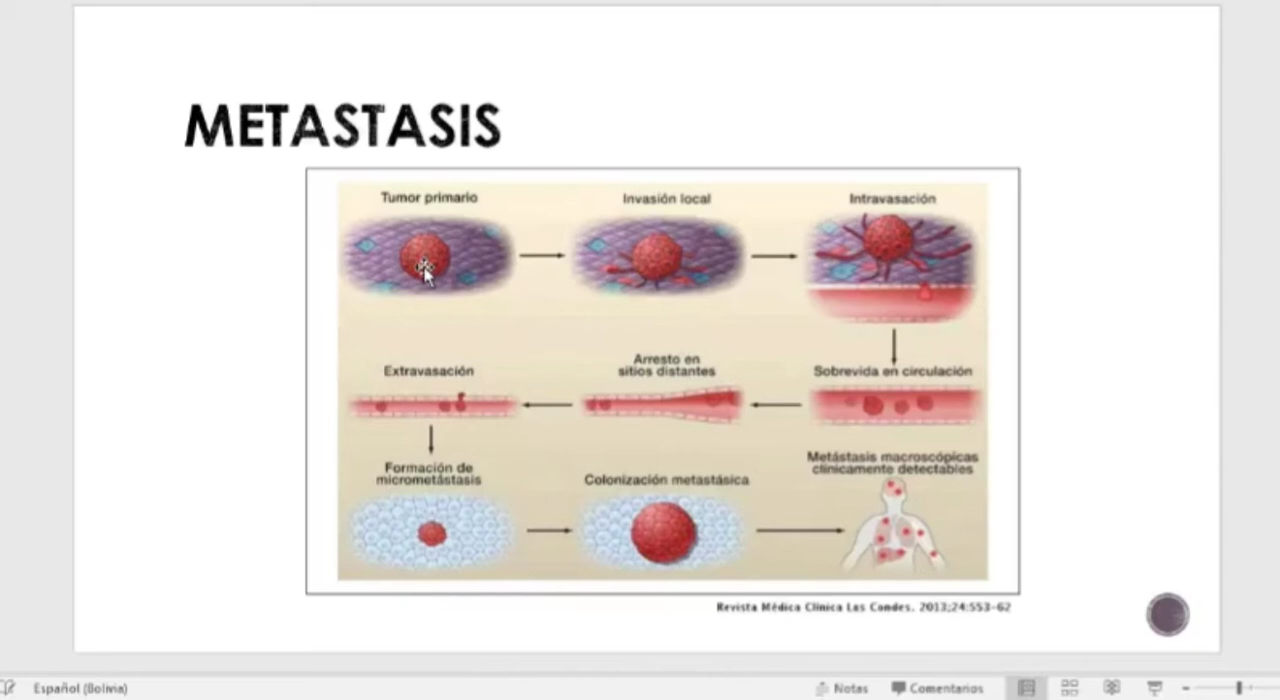 METASTASIS
Tumor primario
Invasión local
Intravasación
Extravasación
Arresto en
sitios distantes
Sobrevida en circulación
Formación de
micrometástasis
Colonización metastásica
Metástasis macroscópicas
clínicamente detectables
Revista Médica Clínica Las Condes. 2013;24:553-62
Español (Bolivia)
Notas
Comentarios